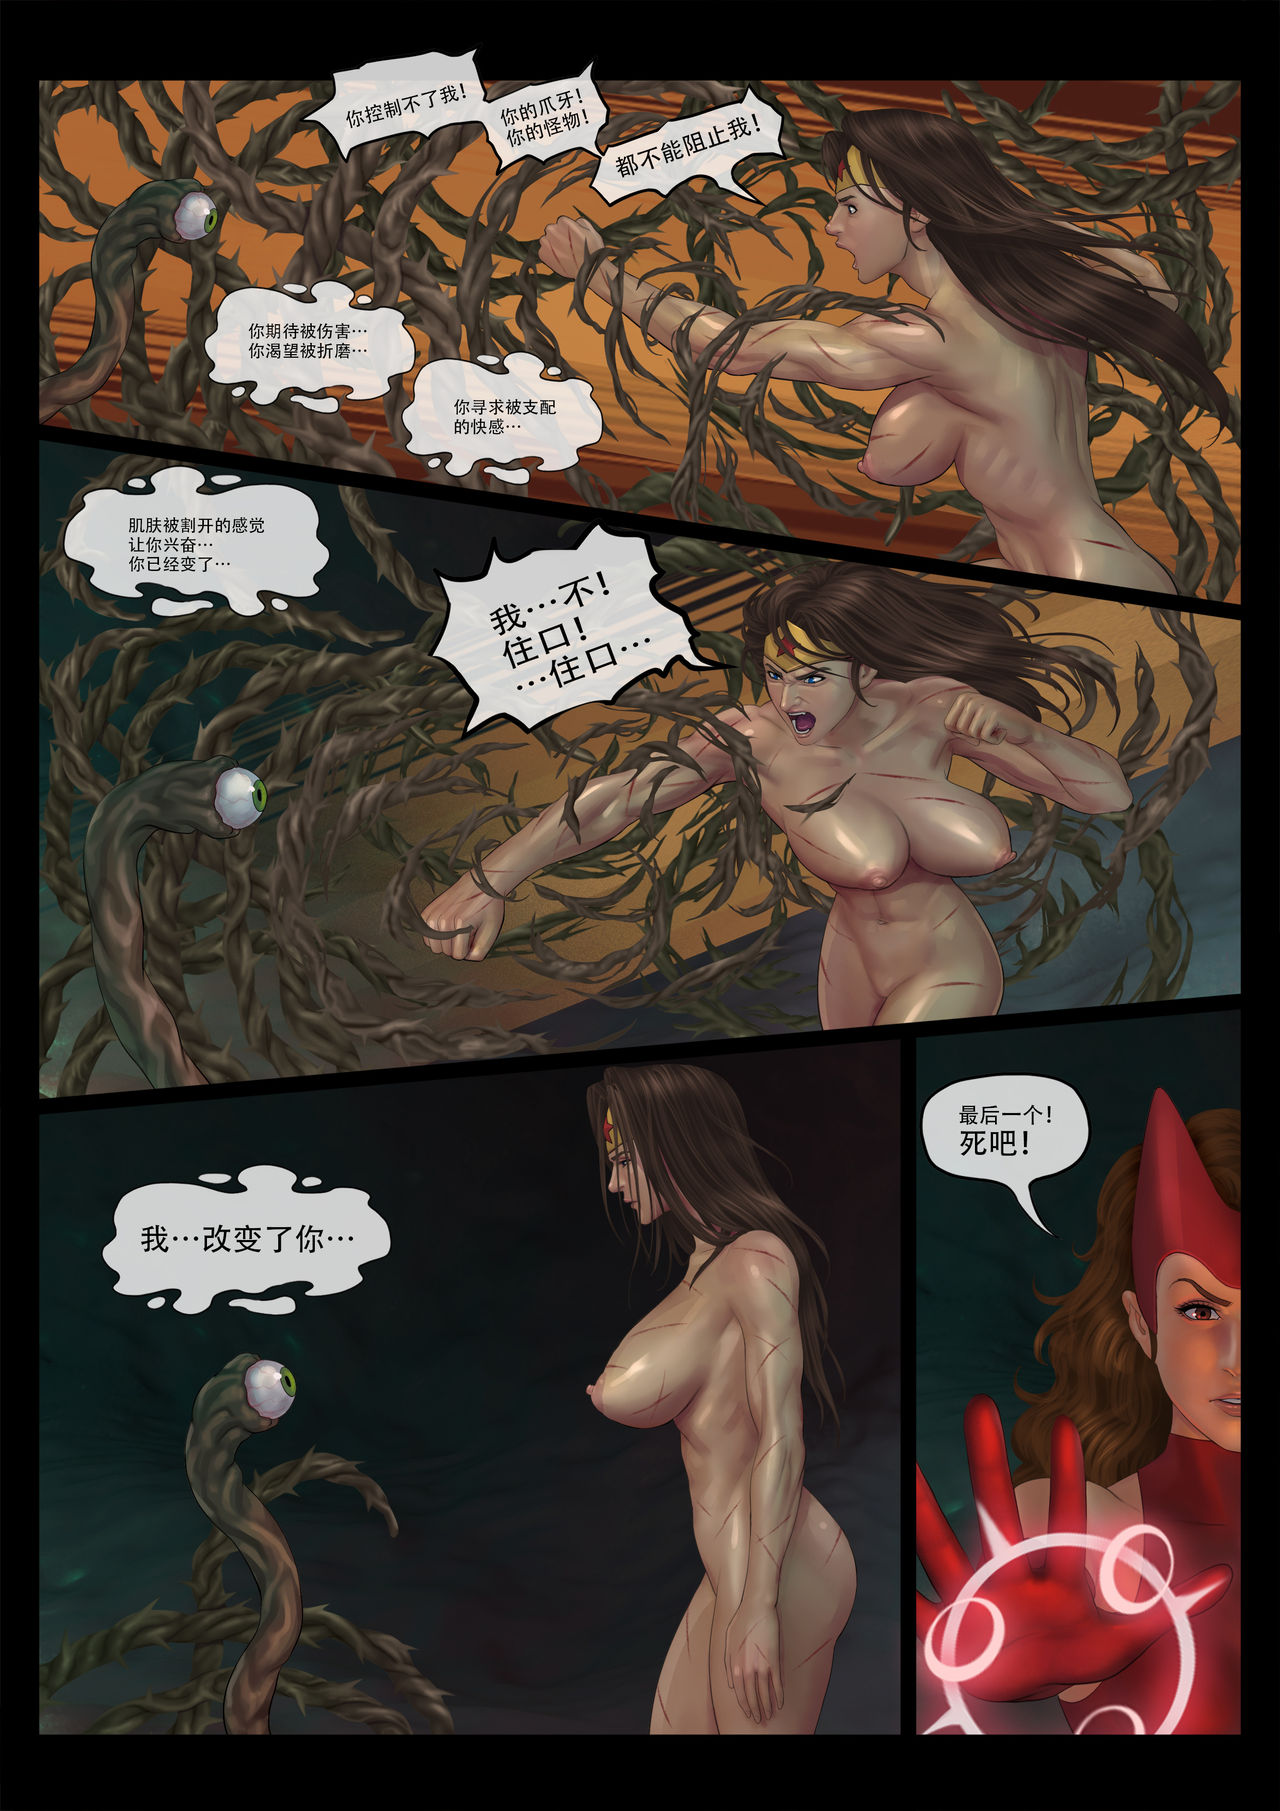 你控制不了我！
你的爪牙！
你的怪物！
都不能阻止我！
你期待被伤害…
你渴望被折磨…
你寻求被支配
的快感…
肌肤被割开的感觉
让你兴奋…
你已经变了…
我…不！
住口！
…住口…
我…改变了你…
最后一个！
死吧！